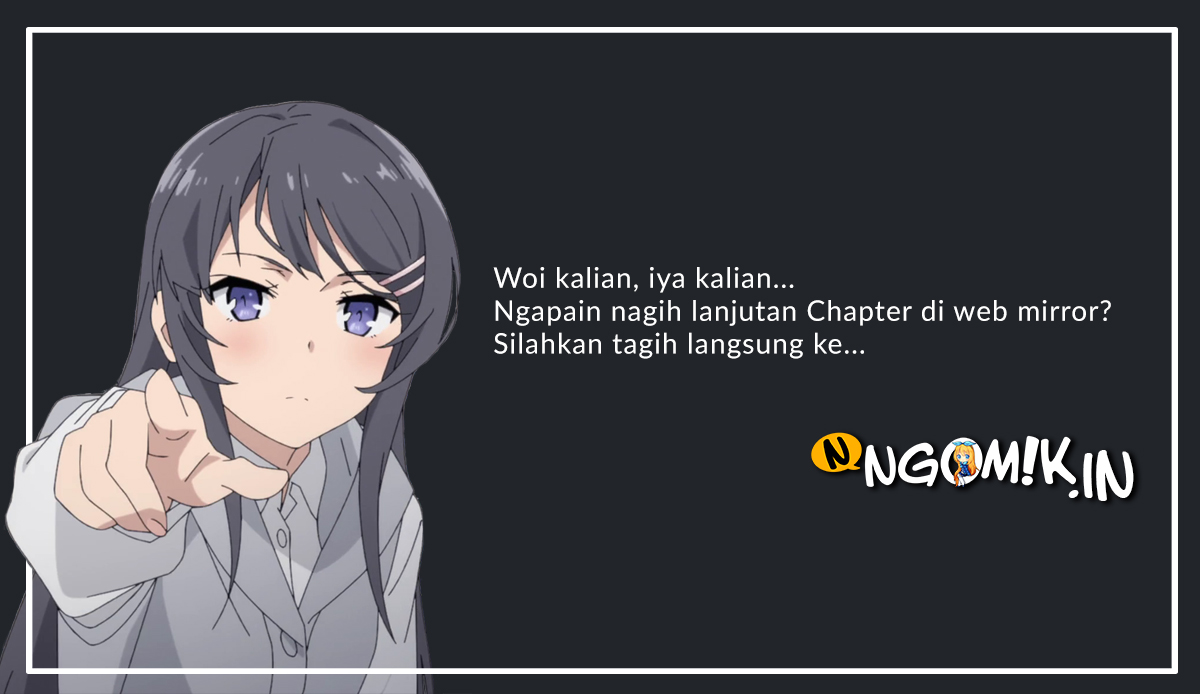 Woi kalian, iya kalian...
Ngapain nagih lanjutan Chapter di web mirror?
Silahkan tagih langsung ke...
N NGOM!K.IN